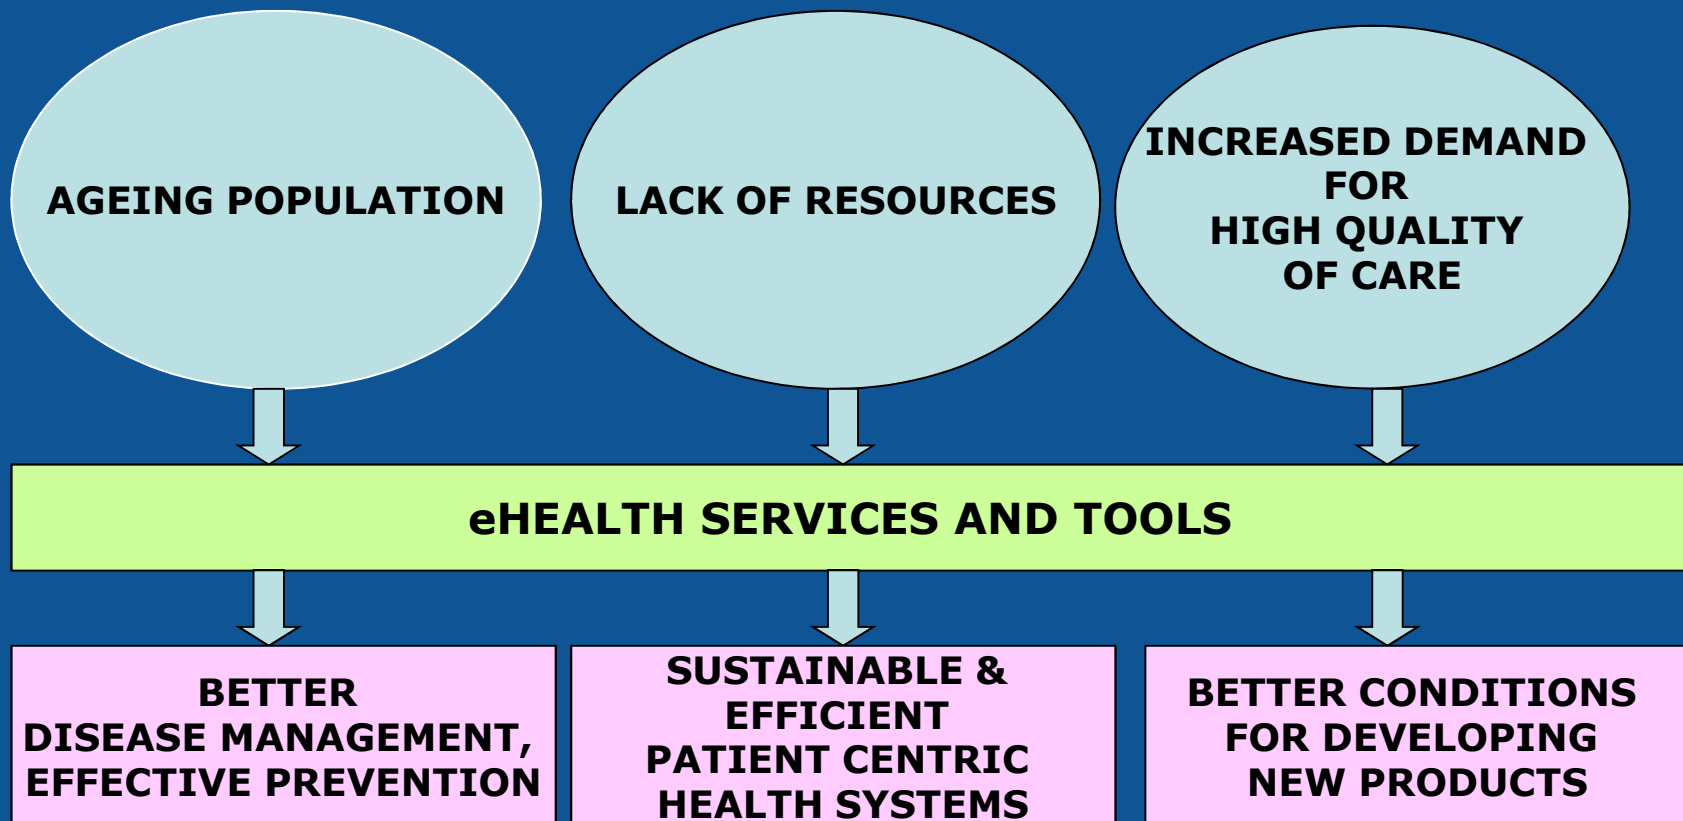 AGEING POPULATION
LACK OF RESOURCES
INCREASED DEMAND
FOR
HIGH QUALITY
OF CARE
eHEALTH SERVICES AND TOOLS
BETTER
DISEASE MANAGEMENT,
EFFECTIVE PREVENTION
SUSTAINABLE &
EFFICIENT
PATIENT CENTRIC
HEALTH SYSTEMS
BETTER CONDITIONS
FOR DEVELOPING
NEW PRODUCTS